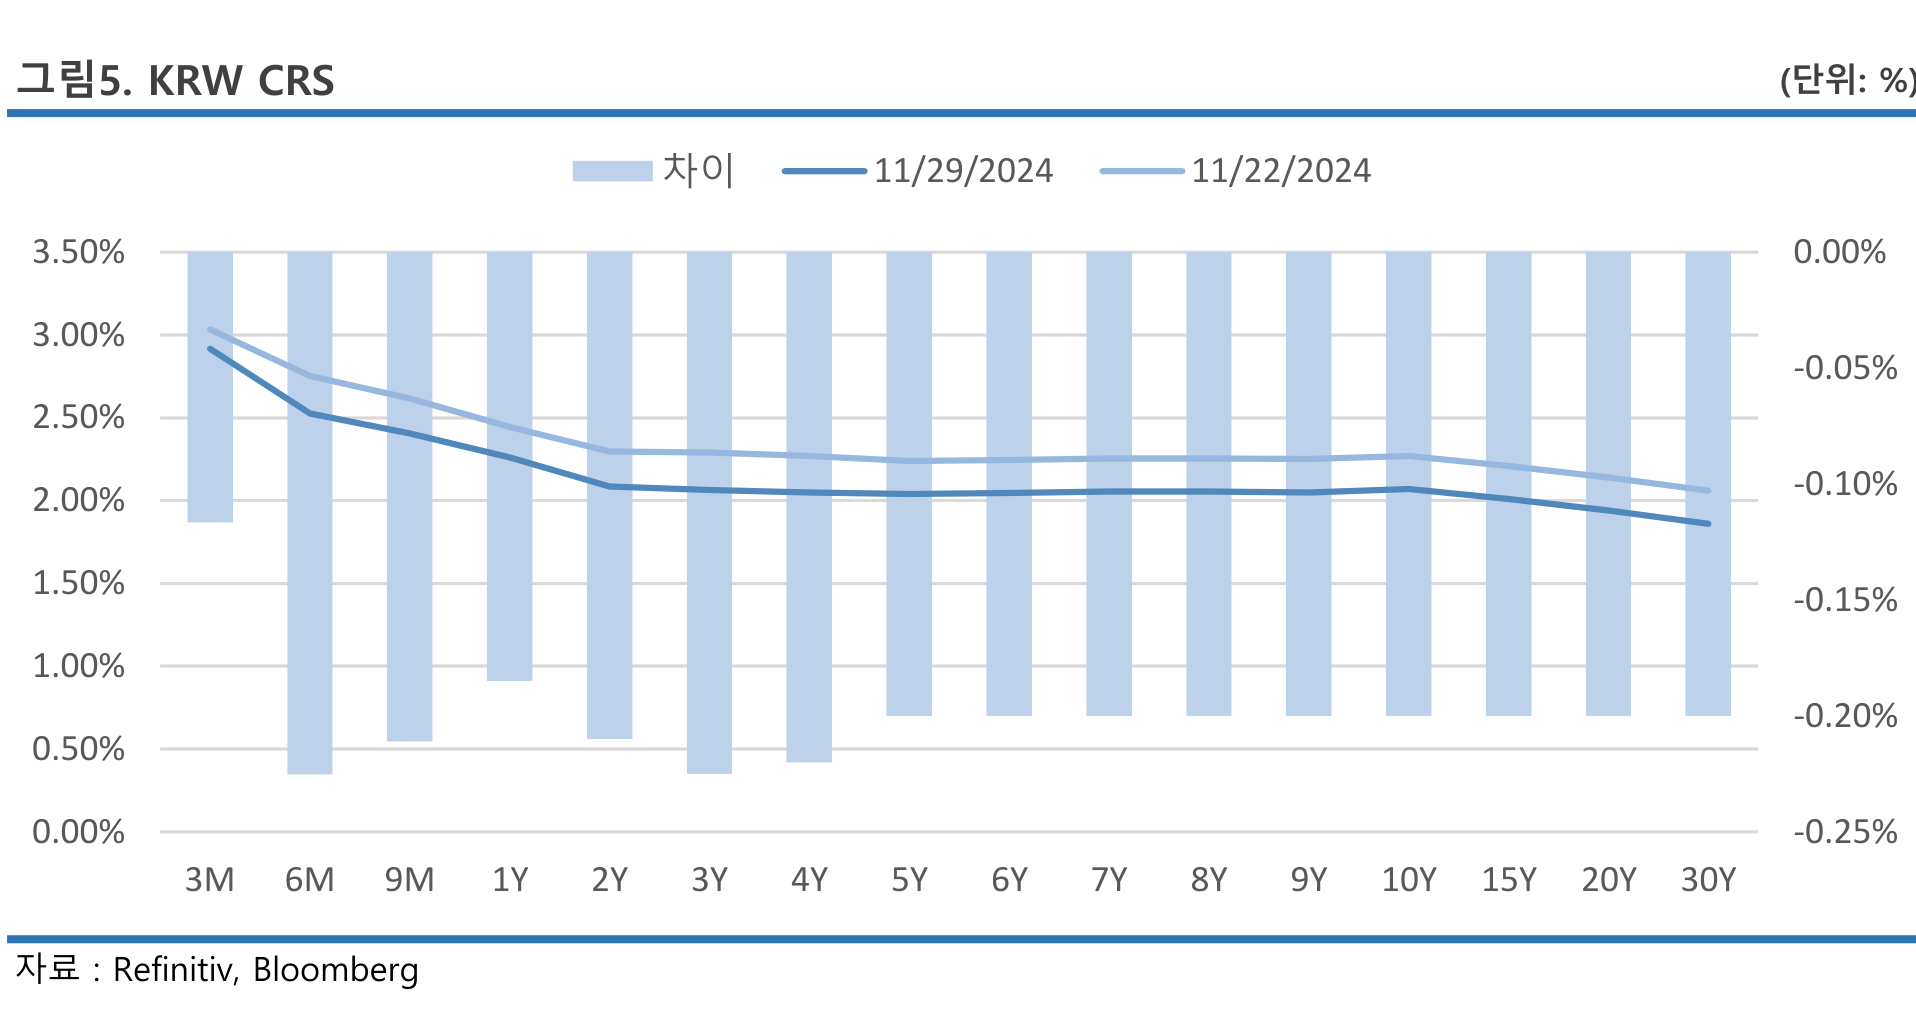 그림5. KRW CRS (단위: %)
차이 11/29/2024 11/22/2024
3.50% 0.00%
3.00%
-0.05%
2.50%
2.00% -0.10%
1.50% -0.15%
1.00%
0.50% -0.20%
0.00% -0.25%
3M 6M 9M 1Y 2Y 3Y 4Y 5Y 6Y 7Y 8Y 9Y 10Y 15Y 20Y 30Y
자료 : Refinitiv, Bloomberg